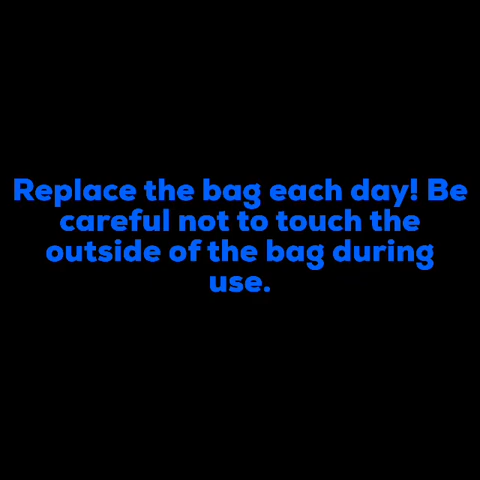 Replace the bag each day! Be
careful not to touch the
outside of the bag during
use.